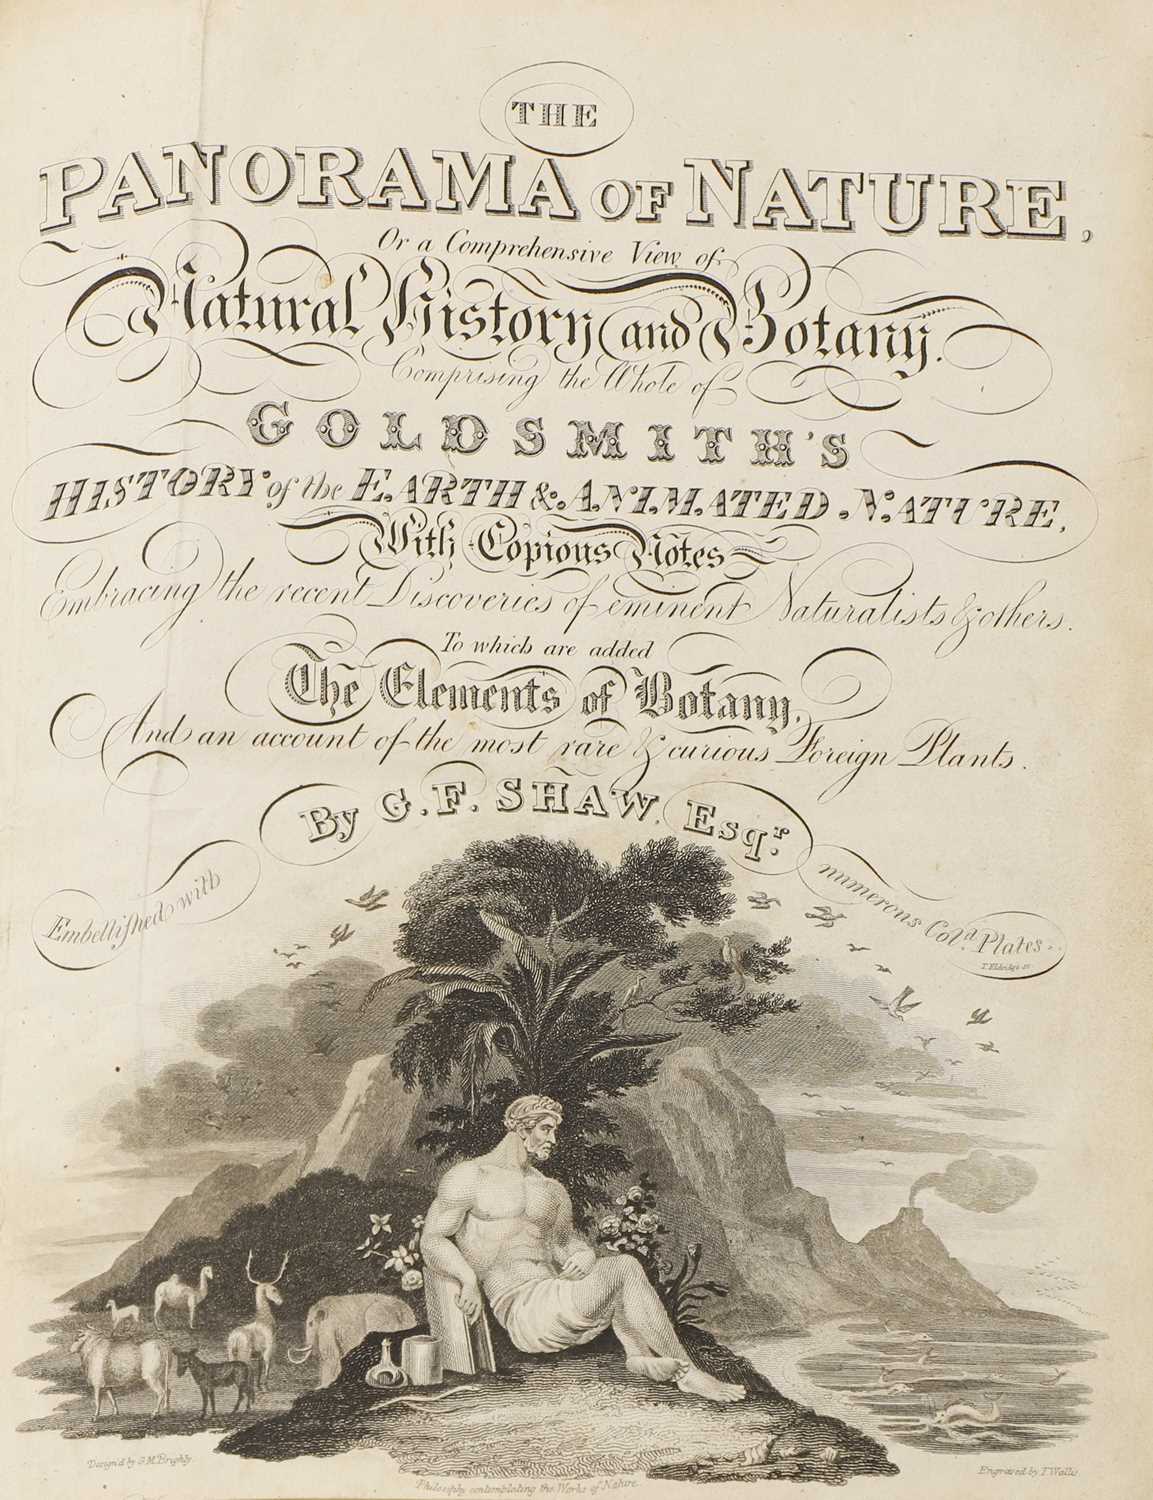 THE
PANORAMA OF NATURE,
Or a Comprehensive View of
Natural History and Botany.
Comprising the Whole of
GOLDSMITH'S
HISTORY of the EARTH & ANIMATED NATURE,
With Copious Notes
Embracing the recent Discoveries of eminent Naturalists & others.
To which are added
The Elements of Botany,
And an account of the most rare & curious Foreign Plants.
By G. F. SHAW, Esqr.
Embellished with numerous Cold. Plates.
T. Eldridge sc.
Design'd by G. M. Brighty.
Engraved by T Wallis
Philosophy contemplating the Works of Nature